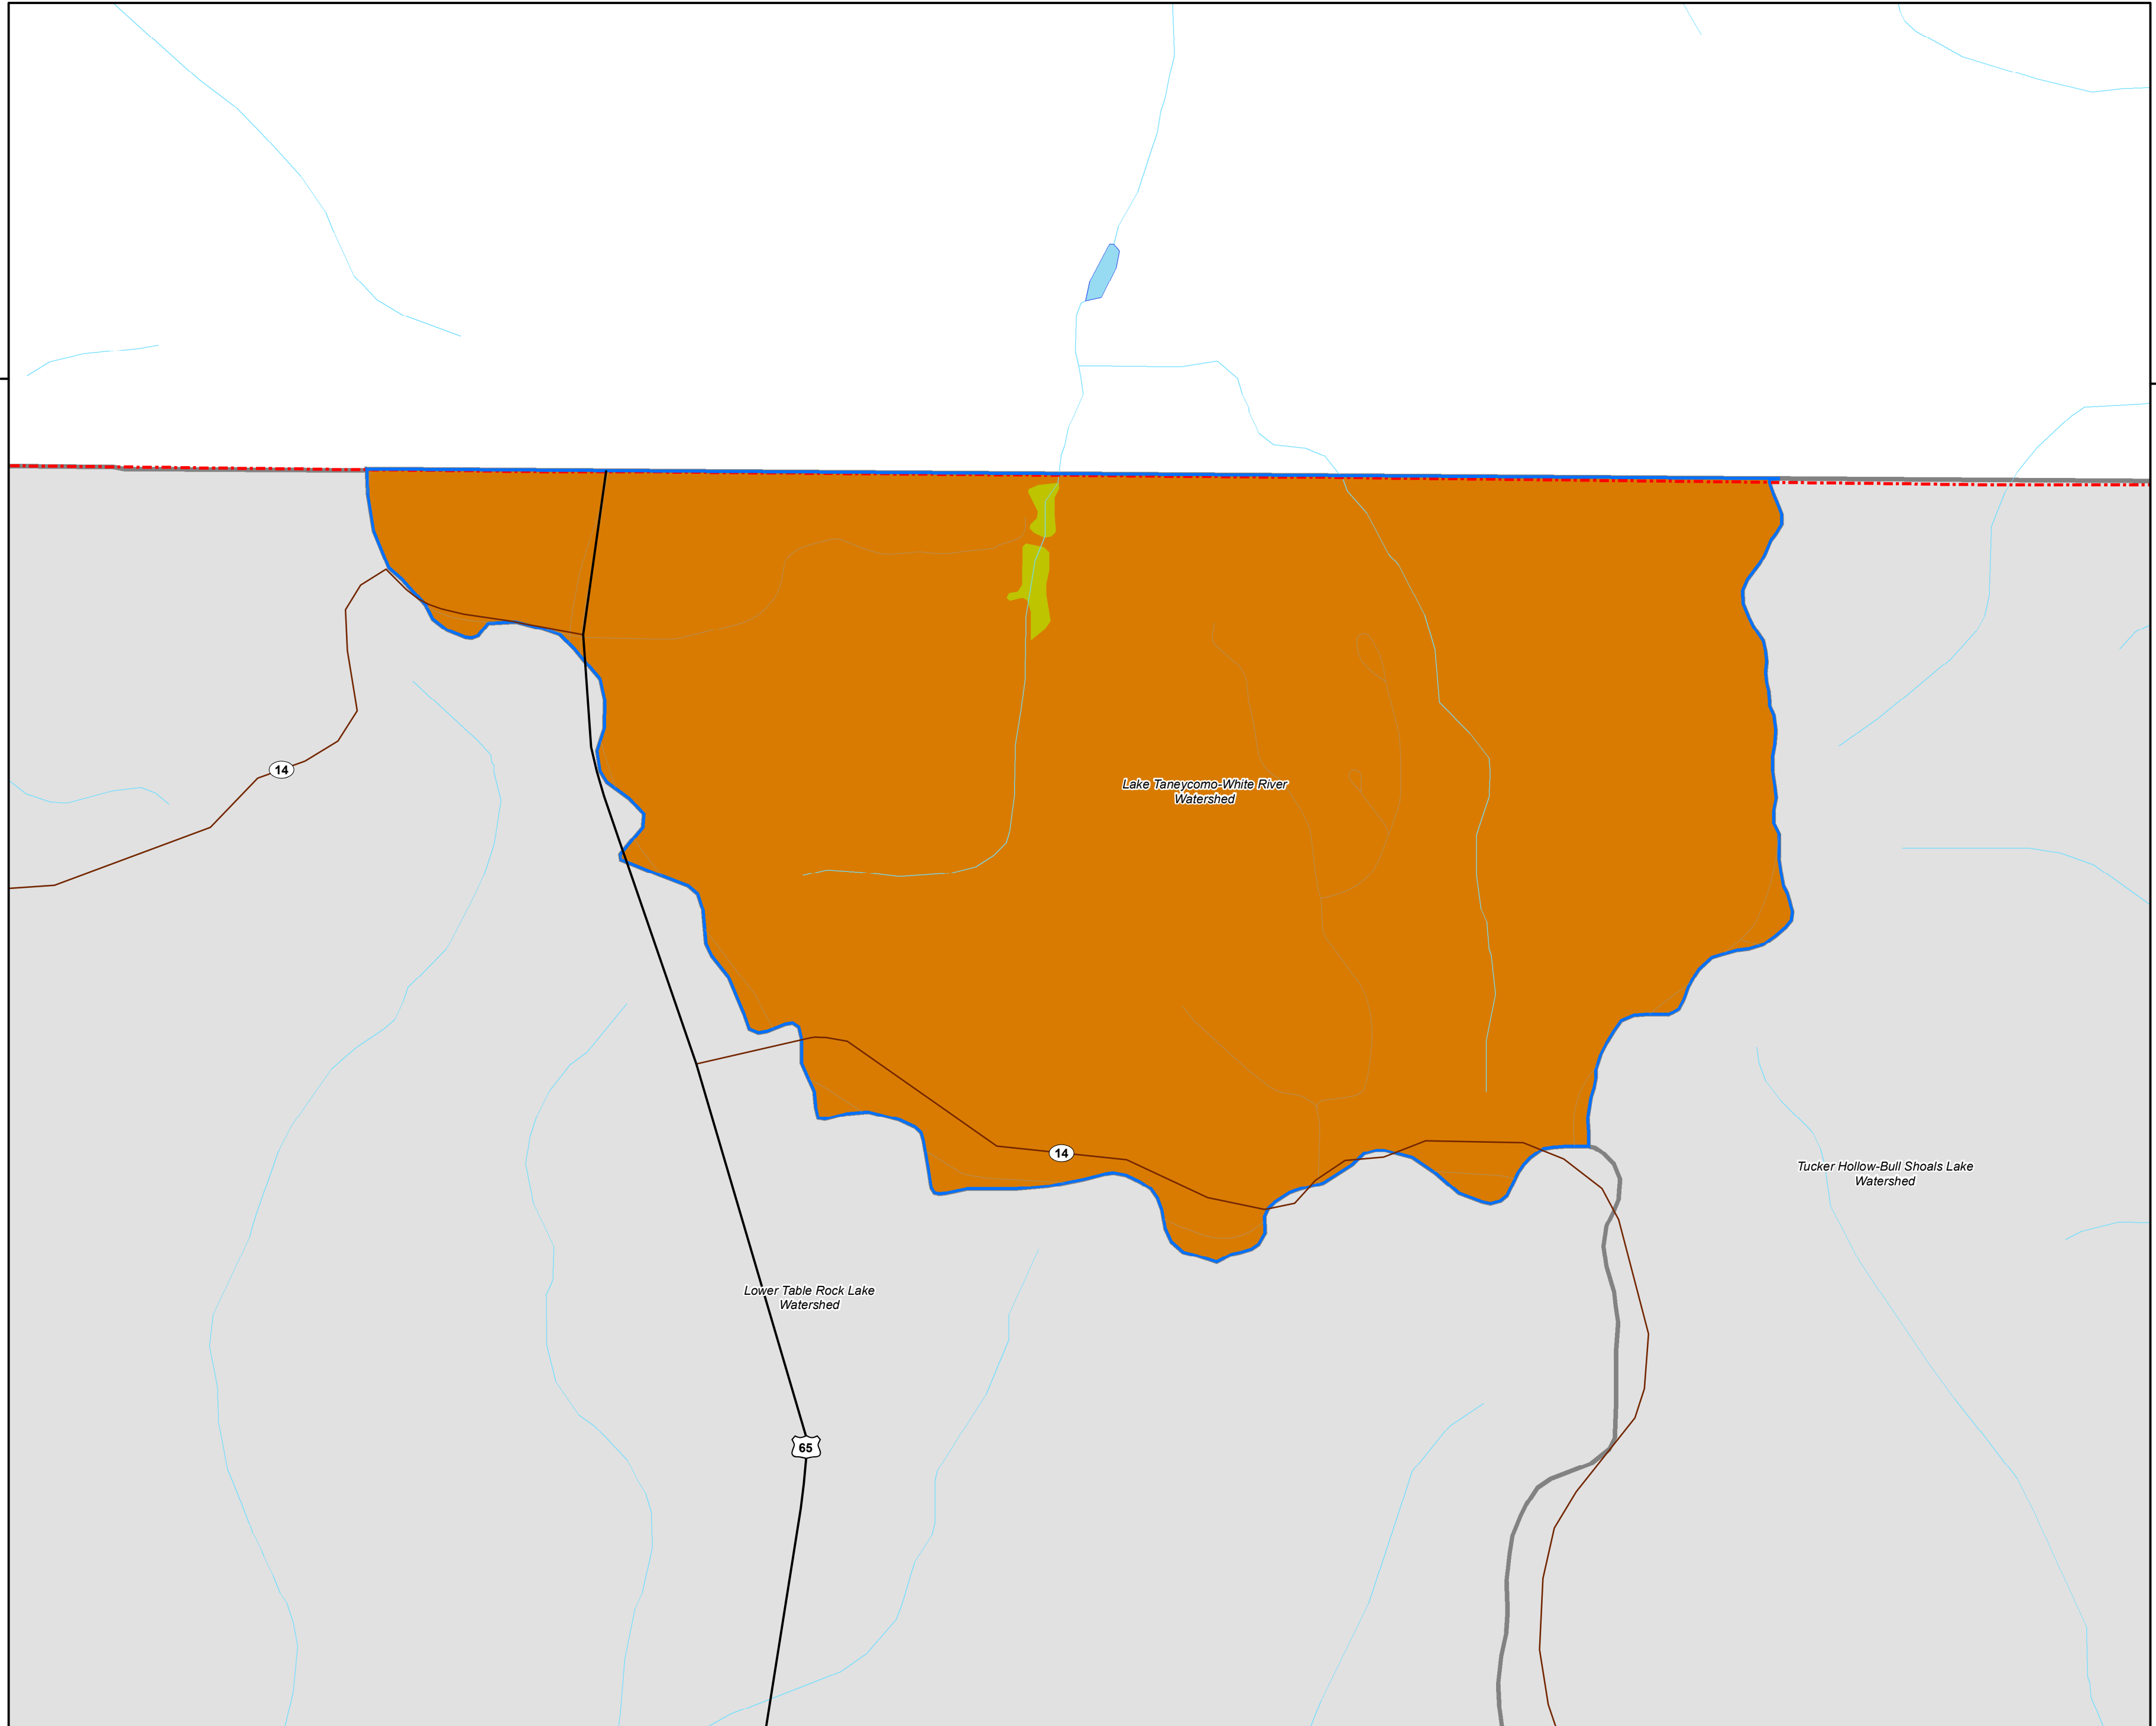 14
Lake Taneycomo-White River
Watershed
14
Tucker Hollow-Bull Shoals Lake
Watershed
Lower Table Rock Lake
Watershed
65